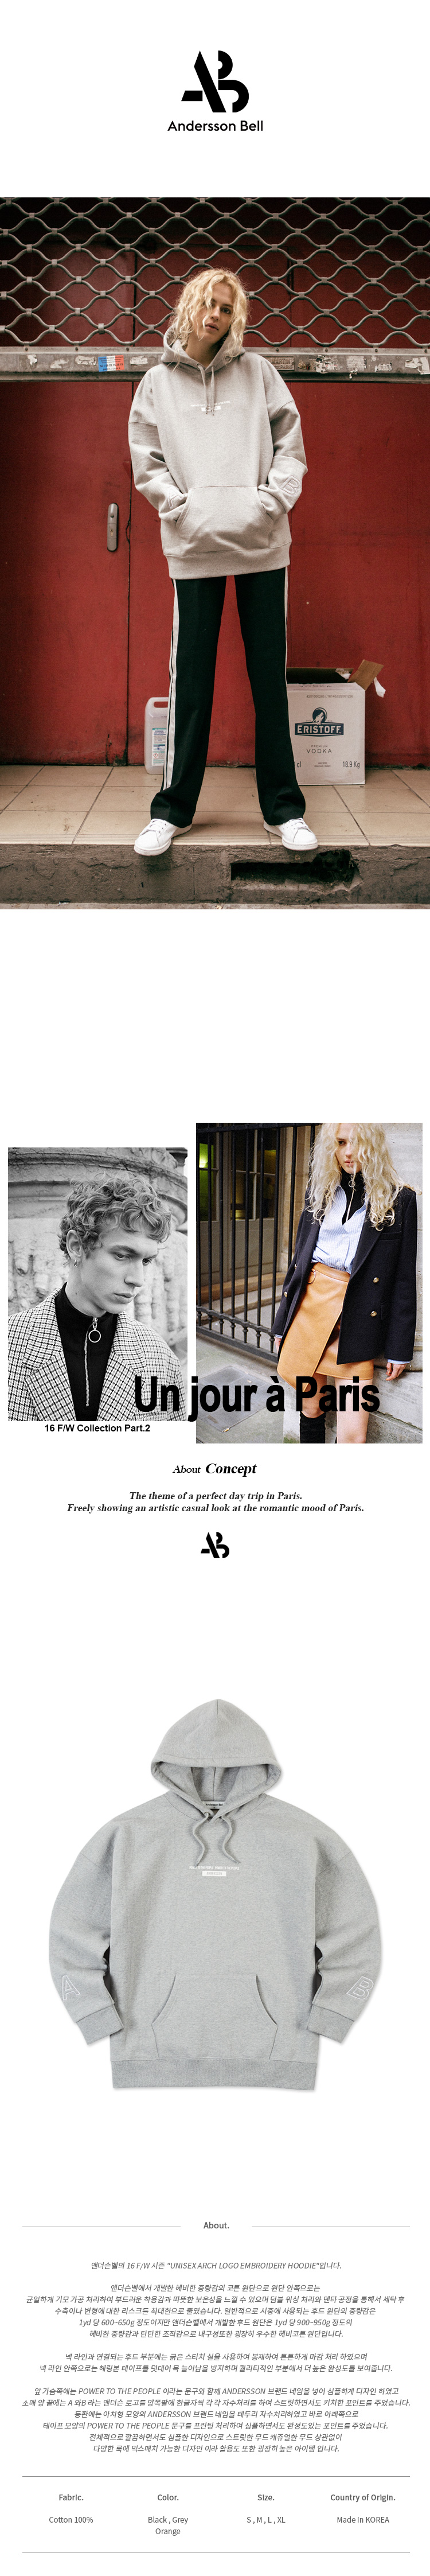 AB
Andersson Bell
ERISTOFF
PREMIUM
VODKA
cl
18.9 Kg
Un jour à Paris
16 F/W Collection Part.2
About Concept
The theme of a perfect day trip in Paris.
Freely showing an artistic casual look at the romantic mood of Paris.
AB
A
B
About.
앤더슨벨의 16 F/W 시즌 "UNISEX ARCH LOGO EMBROIDERY HOODIE"입니다.
앤더슨벨에서 개발한 헤비한 중량감의 코튼 원단으로 원단 안쪽으로는
균일하게 기모 가공 처리하여 부드러운 착용감과 따뜻한 보온성을 느낄 수 있으며 덤블 워싱 처리와 텐타 공정을 통해서 세탁 후
수축이나 변형에 대한 리스크를 최대한으로 줄였습니다. 일반적으로 시중에 사용되는 후드 원단의 중량감은
1yd 당 600~650g 정도이지만 앤더슨벨에서 개발한 후드 원단은 1yd 당 900~950g 정도의
헤비한 중량감과 탄탄한 조직감으로 내구성또한 굉장히 우수한 헤비코튼 원단입니다.
넥 라인과 연결되는 후드 부분에는 굵은 스티치 실을 사용하여 봉제하여 튼튼하게 마감 처리 하였으며
넥 라인 안쪽으로는 헤링본 테이프를 덧대어 목 늘어남을 방지하며 퀄리티적인 부분에서 더 높은 완성도를 보여줍니다.
앞 가슴쪽에는 POWER TO THE PEOPLE 이라는 문구와 함께 ANDERSSON 브랜드 네임을 넣어 심플하게 디자인 하였고
소매 양 끝에는 A 와 B 라는 앤더슨 로고를 양쪽팔에 한글자씩 각 각 자수처리를 하여 스트릿하면서도 키치한 포인트를 주었습니다.
등판에는 아치형 모양의 ANDERSSON 브랜드 네임을 테두리 자수처리하였고 바로 아래쪽으로
테이프 모양의 POWER TO THE PEOPLE 문구를 프린팅 처리하여 심플하면서도 완성도있는 포인트를 주었습니다.
전체적으로 깔끔하면서도 심플한 디자인으로 스트릿한 무드 캐쥬얼한 무드 상관없이
다양한 룩에 믹스매치 가능한 디자인 이라 활용도 또한 굉장히 높은 아이템 입니다.
Fabric.
Color.
Size.
Country of Origin.
Cotton 100%
Black , Grey
Orange
S , M , L , XL
Made in KOREA